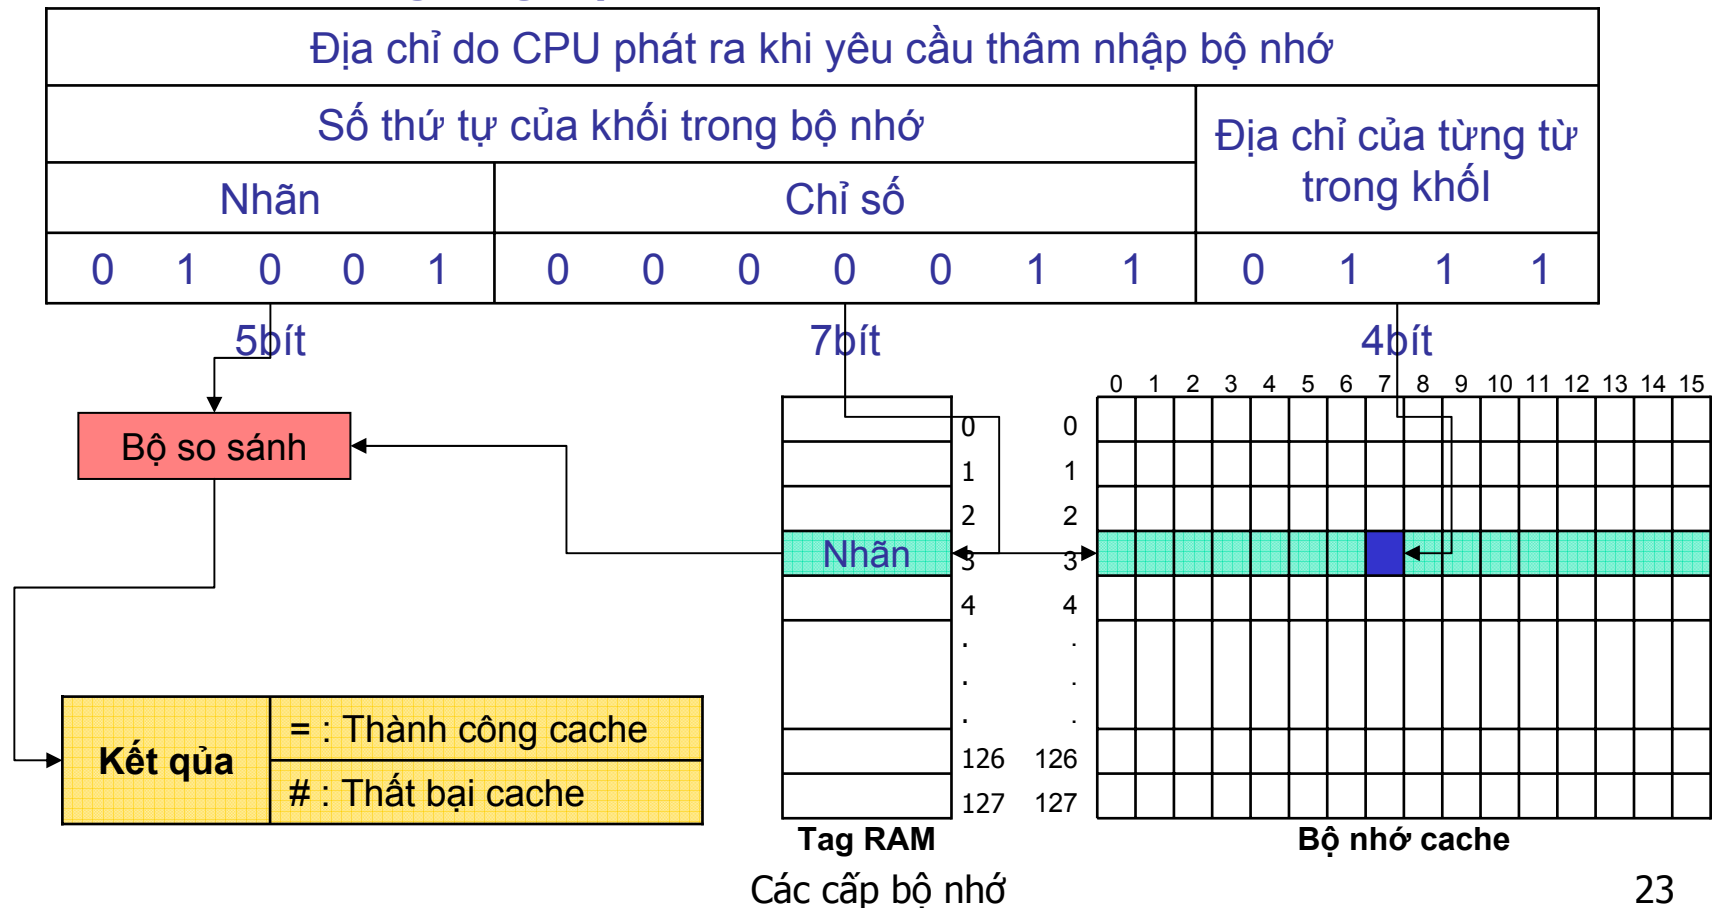 Địa chỉ do CPU phát ra khi yêu cầu thâm nhập bộ nhớ
Số thứ tự của khối trong bộ nhớ
Địa chỉ của từng từ
trong khốI
Nhãn
Chỉ số
0 1 0 0 1 0 0 0 0 0 1 1 0 1 1 1
5bít
7bít
4bít
0 1 2 3 4 5 6 7 8 9 10 11 12 13 14 15
Bộ so sánh
0 0
1 1
2 2
Nhãn
3 3
4 4
. .
. .
. .
126 126
127 127
Kết qủa
= : Thành công cache
# : Thất bại cache
Tag RAM
Bộ nhớ cache
Các cấp bộ nhớ
23